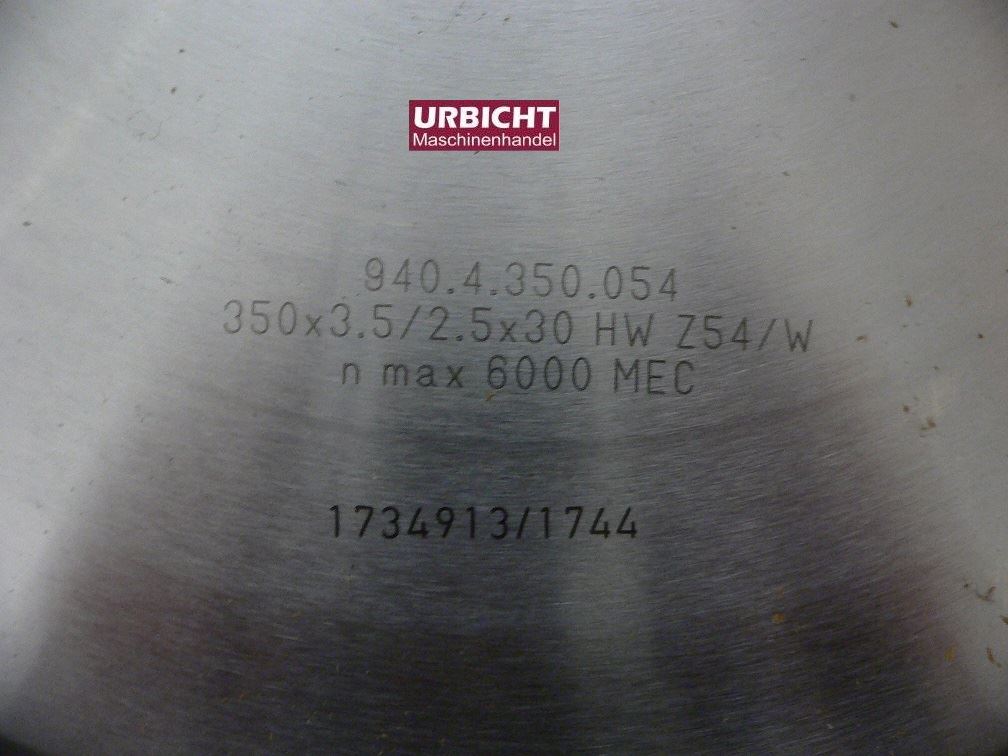 URBICHT
Maschinenhandel
940.4.350.054
350x3.5/2.5x30 HW Z54/W
n max 6000 MEC
1734913/1744